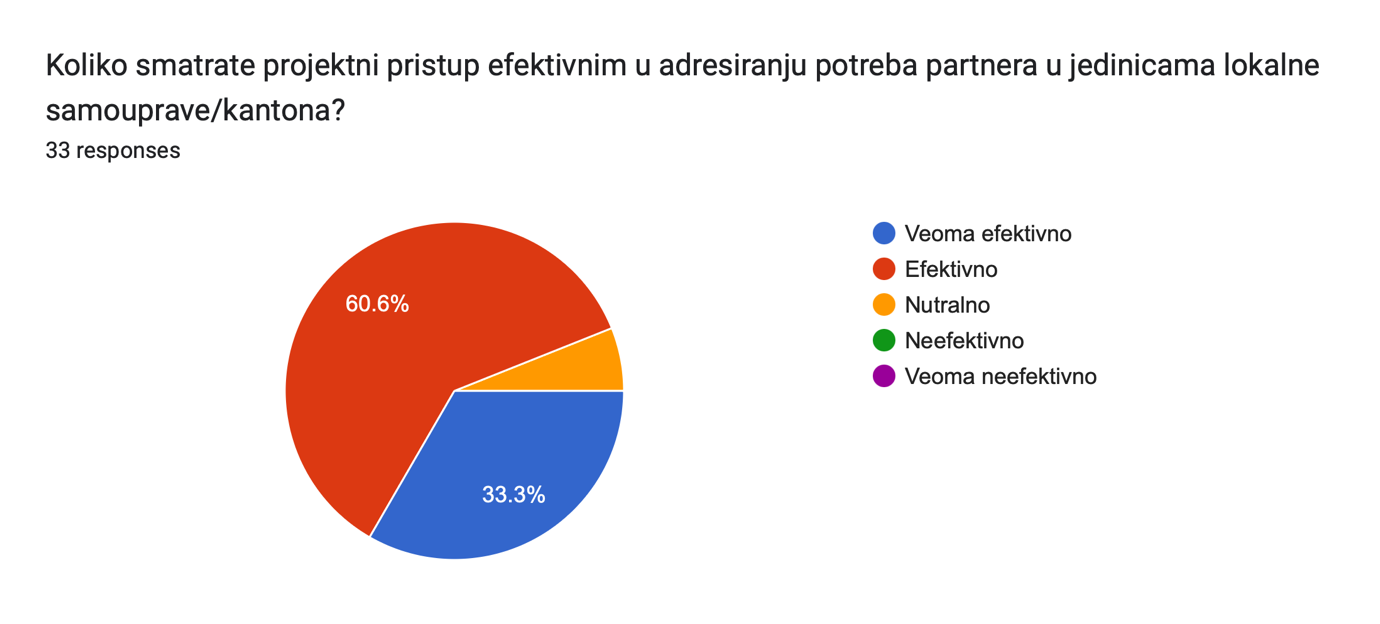 Koliko smatrate projektni pristup efektivnim u adresiranju potreba partnera u jedinicama lokalne
samouprave/kantona?
33 responses
60.6%
33.3%
Veoma efektivno
Efektivno
Nutralno
Neefektivno
Veoma neefektivno